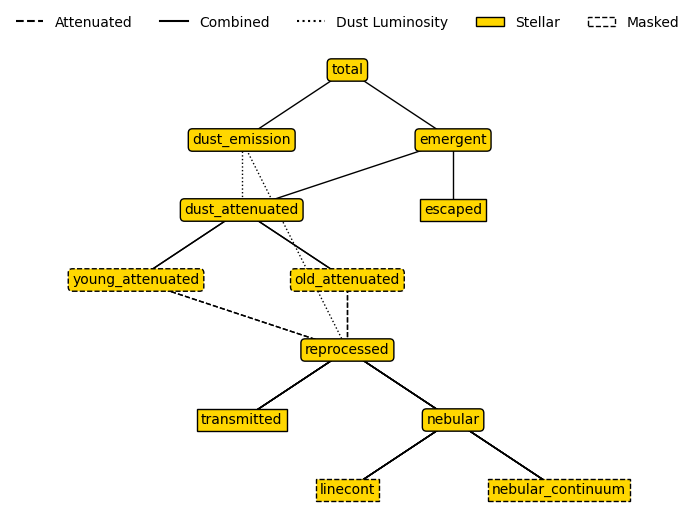 Attenuated Combined Dust Luminosity Stellar Masked
total
dust_emission emergent
dust_attenuated escaped
young_attenuated old_attenuated
reprocessed
transmitted nebular
linecont nebular_continuum